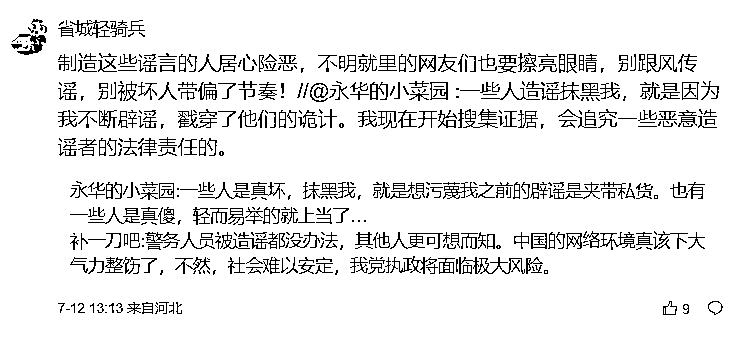 省城轻骑兵
制造这些谣言的人居心险恶，不明就里的网友们也要擦亮眼睛，别跟风传
谣，别被坏人带偏了节奏！//@永华的小菜园 :一些人造谣抹黑我，就是因为
我不断辟谣，戳穿了他们的诡计。我现在开始搜集证据，会追究一些恶意造
谣者的法律责任的。
永华的小菜园:一些人是真坏，抹黑我，就是想污蔑我之前的辟谣是夹带私货。也有
一些人是真傻，轻而易举的就上当了...
补一刀吧:警务人员被造谣都没办法，其他人更可想而知。中国的网络环境真该下大
气力整饬了，不然，社会难以安定，我党执政将面临极大风险。
7-12 13:13 来自河北
9